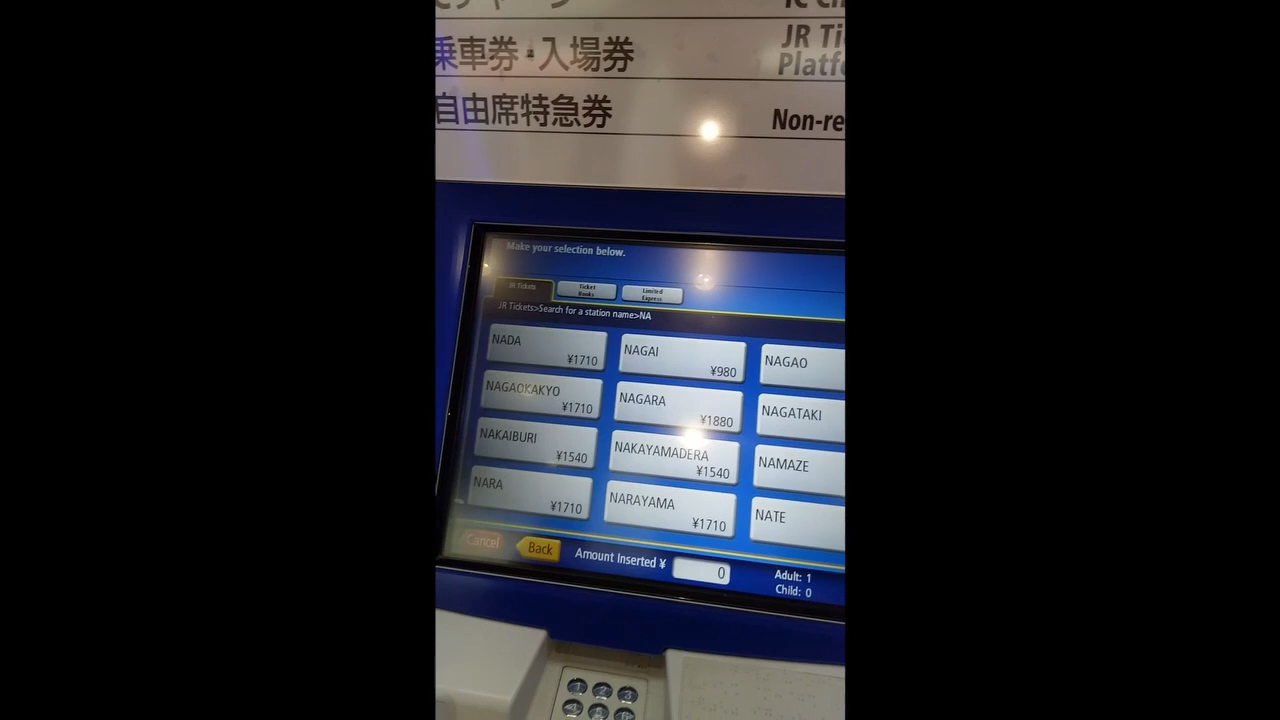 乗車券・入場券 JR Ti
Platf
自由席特急券 Non-re
Make your selection below.
JR Tickets
Ticket Books
Limited Express
JR Tickets>Search for a station name>NA
NADA ¥1710
NAGAI ¥980
NAGAO
NAGAOKAKYO ¥1710
NAGARA ¥1880
NAGATAKI
NAKAIBURI ¥1540
NAKAYAMADERA ¥1540
NAMAZE
NARA ¥1710
NARAYAMA ¥1710
NATE
Cancel
Back
Amount Inserted ¥ 0
Adult: 1
Child: 0
1 2 3